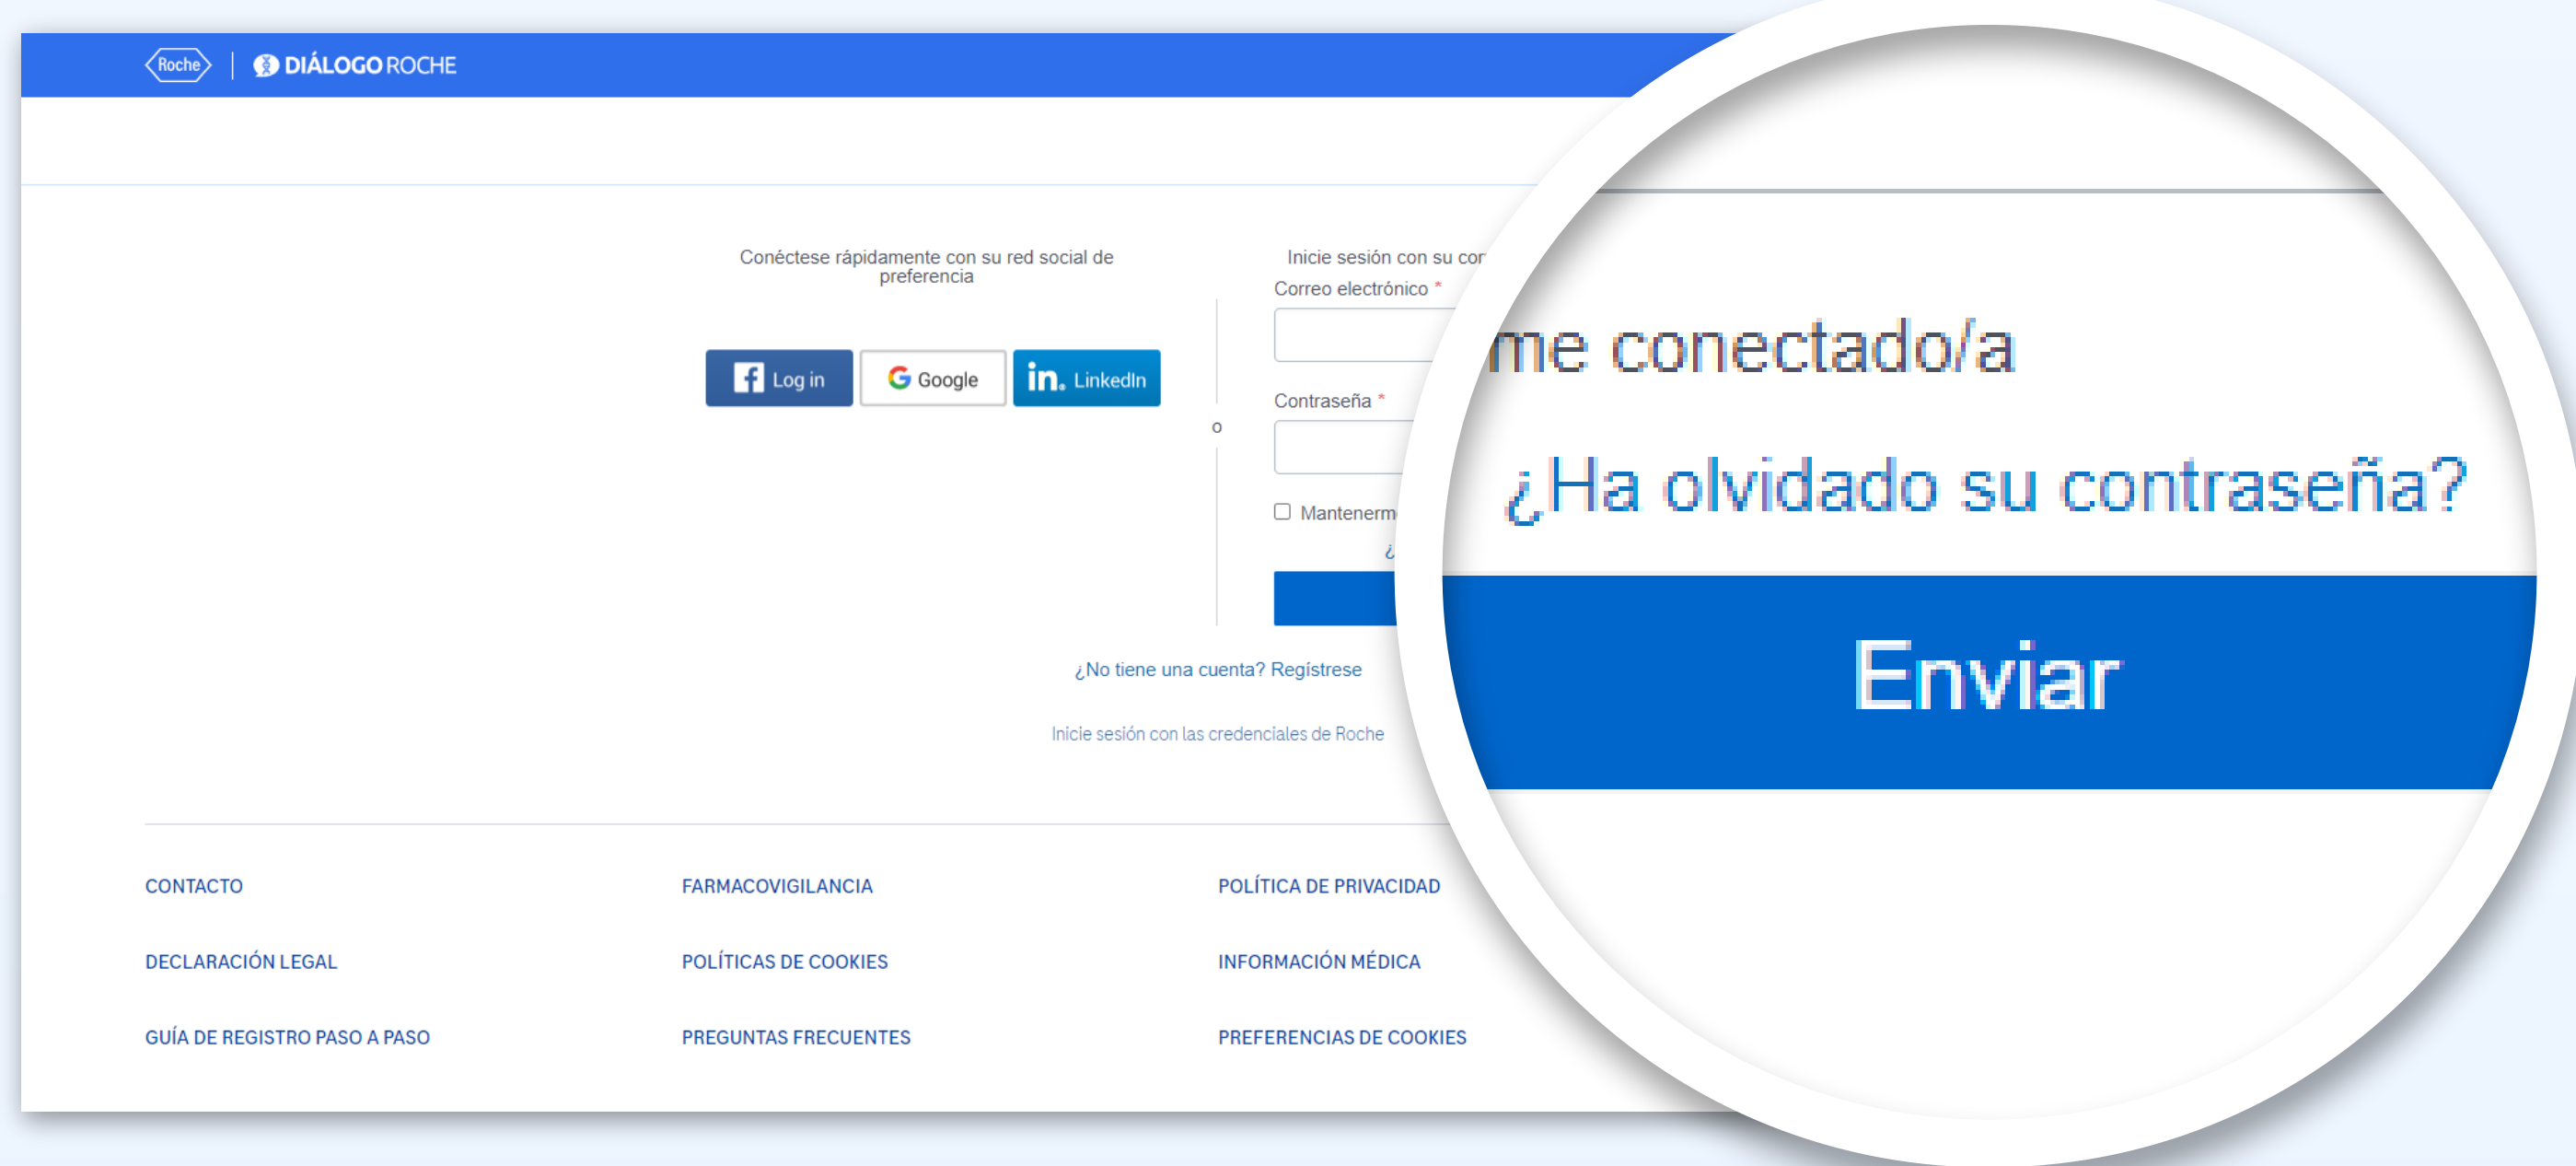 Roche
DIÁLOGO ROCHE
Conéctese rápidamente con su red social de
preferencia
Log in
Google
in. LinkedIn
o
Inicie sesión con su
Correo electrónico *
Contraseña *
¿No tiene una cuenta? Regístrese
Inicie sesión con las credenciales de Roche
me conectado/a
¿Ha olvidado su contraseña?
Enviar
CONTACTO
FARMACOVIGILANCIA
POLÍTICA DE PRIVACIDAD
DECLARACIÓN LEGAL
POLÍTICAS DE COOKIES
INFORMACIÓN MÉDICA
GUÍA DE REGISTRO PASO A PASO
PREGUNTAS FRECUENTES
PREFERENCIAS DE COOKIES